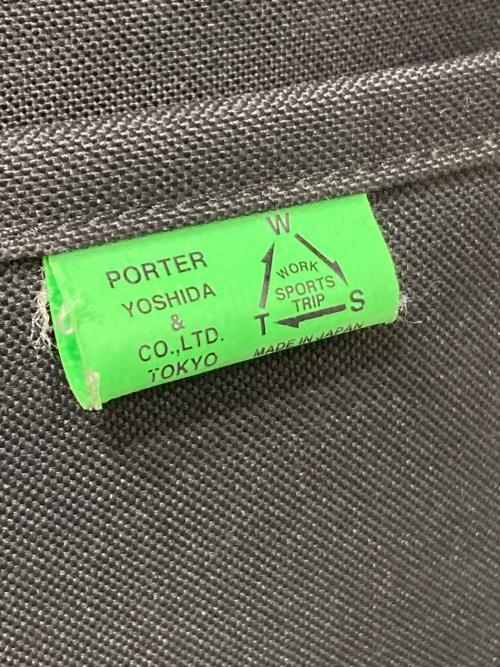 PORTER
YOSHIDA
&
CO.,LTD.
TOKYO
W
WORK
SPORTS
TRIP
T
S
MADE IN JAPAN